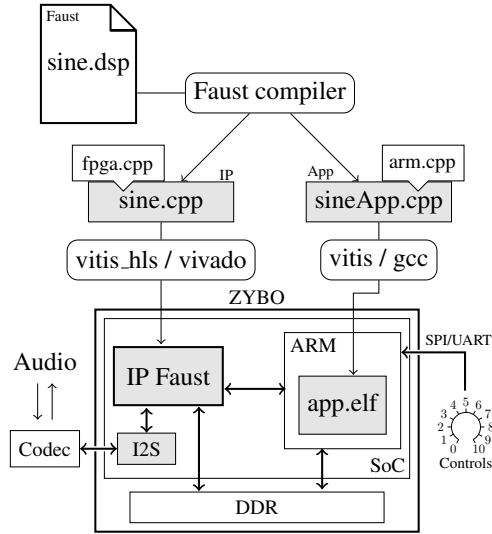 Faust
sine.dsp
Faust compiler
fpga.cpp
IP
sine.cpp
App
arm.cpp
sineApp.cpp
vitis_hls / vivado
vitis / gcc
ZYBO
SPI/UART
ARM
IP Faust
app.elf
Audio
Codec
I2S
SoC
DDR
0
1
2
3
4
5
6
7
8
9
10
Controls